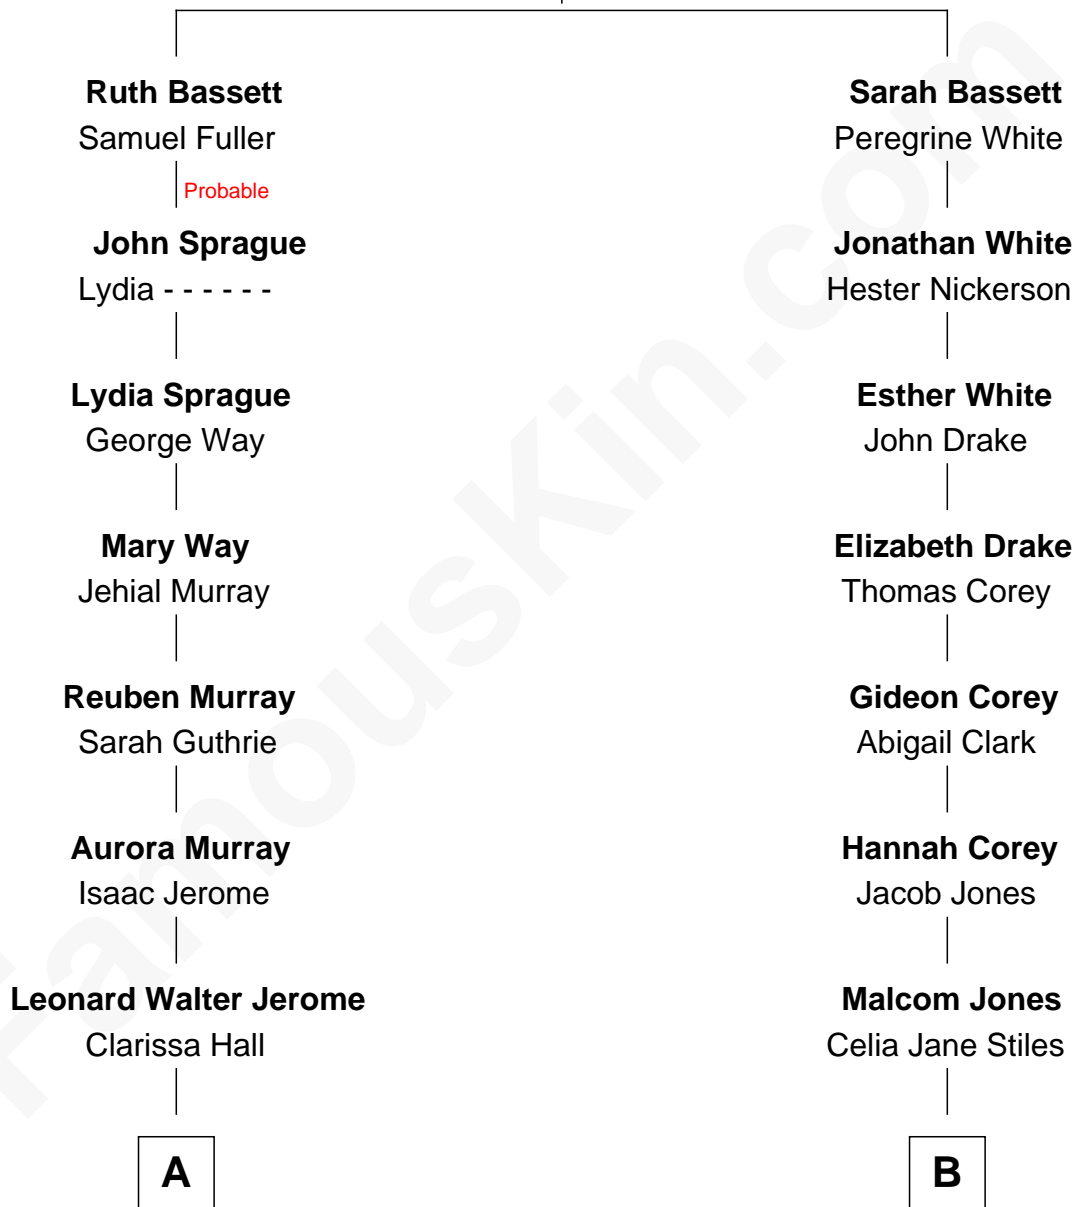 Ruth Bassett
Samuel Fuller
Probable
John Sprague
Lydia - - - - - -
Lydia Sprague
George Way
Mary Way
Jehial Murray
Reuben Murray
Sarah Guthrie
Aurora Murray
Isaac Jerome
Leonard Walter Jerome
Clarissa Hall
A
Sarah Bassett
Peregrine White
Jonathan White
Hester Nickerson
Esther White
John Drake
Elizabeth Drake
Thomas Corey
Gideon Corey
Abigail Clark
Hannah Corey
Jacob Jones
Malcom Jones
Celia Jane Stiles
B
FamousKin.com